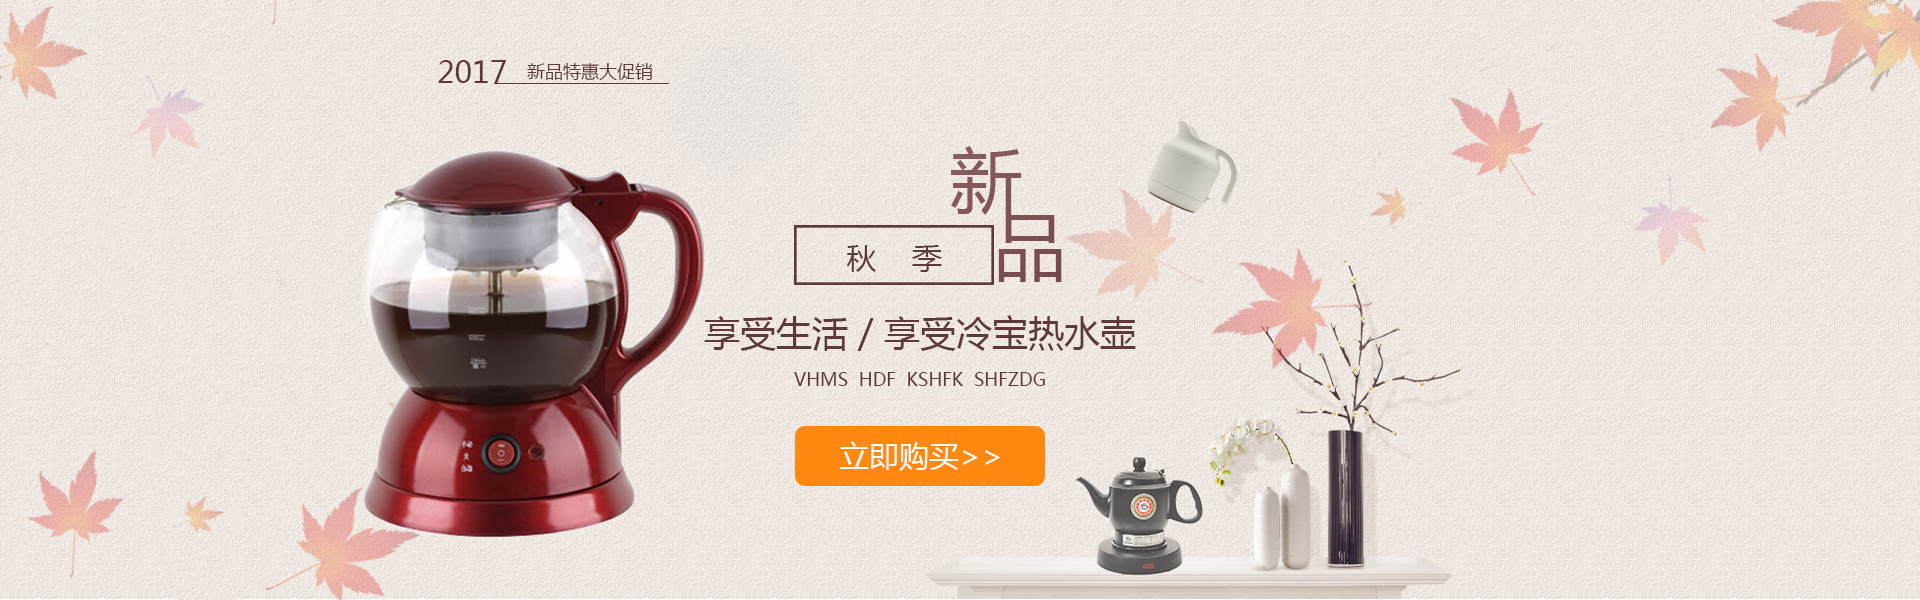 2017 新品特惠大促销
新品
秋 季
享受生活 / 享受冷宝热水壶
VHMS HDF KSHFK SHFZDG
立即购买>>